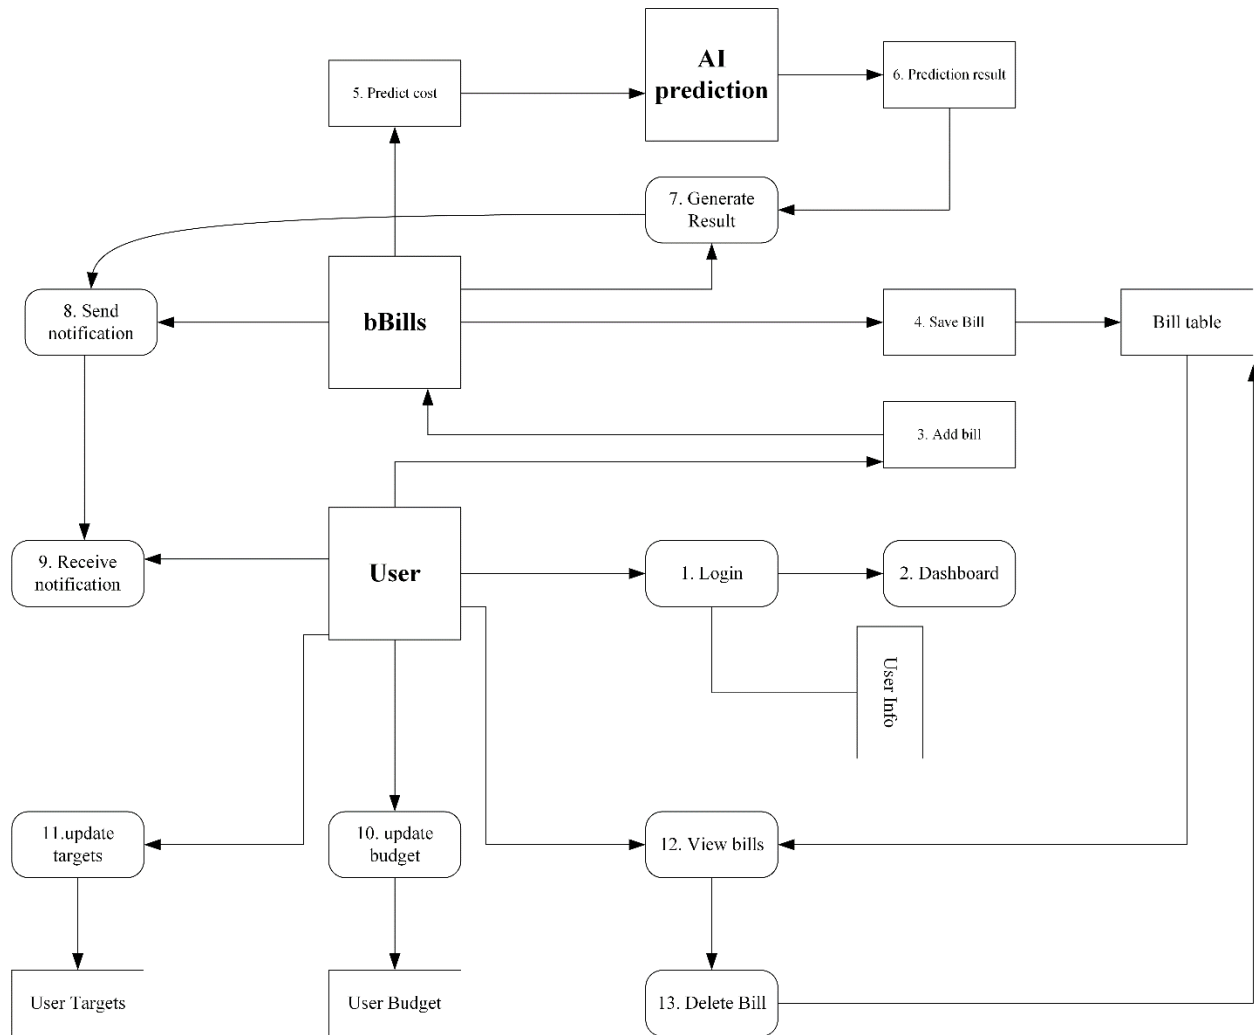 AI
prediction
5. Predict cost
6. Prediction result
7. Generate
Result
8. Send
notification
bBills
4. Save Bill
Bill table
3. Add bill
9. Receive
notification
User
1. Login
2. Dashboard
User Info
11.update
targets
10. update
budget
12. View bills
User Targets
User Budget
13. Delete Bill